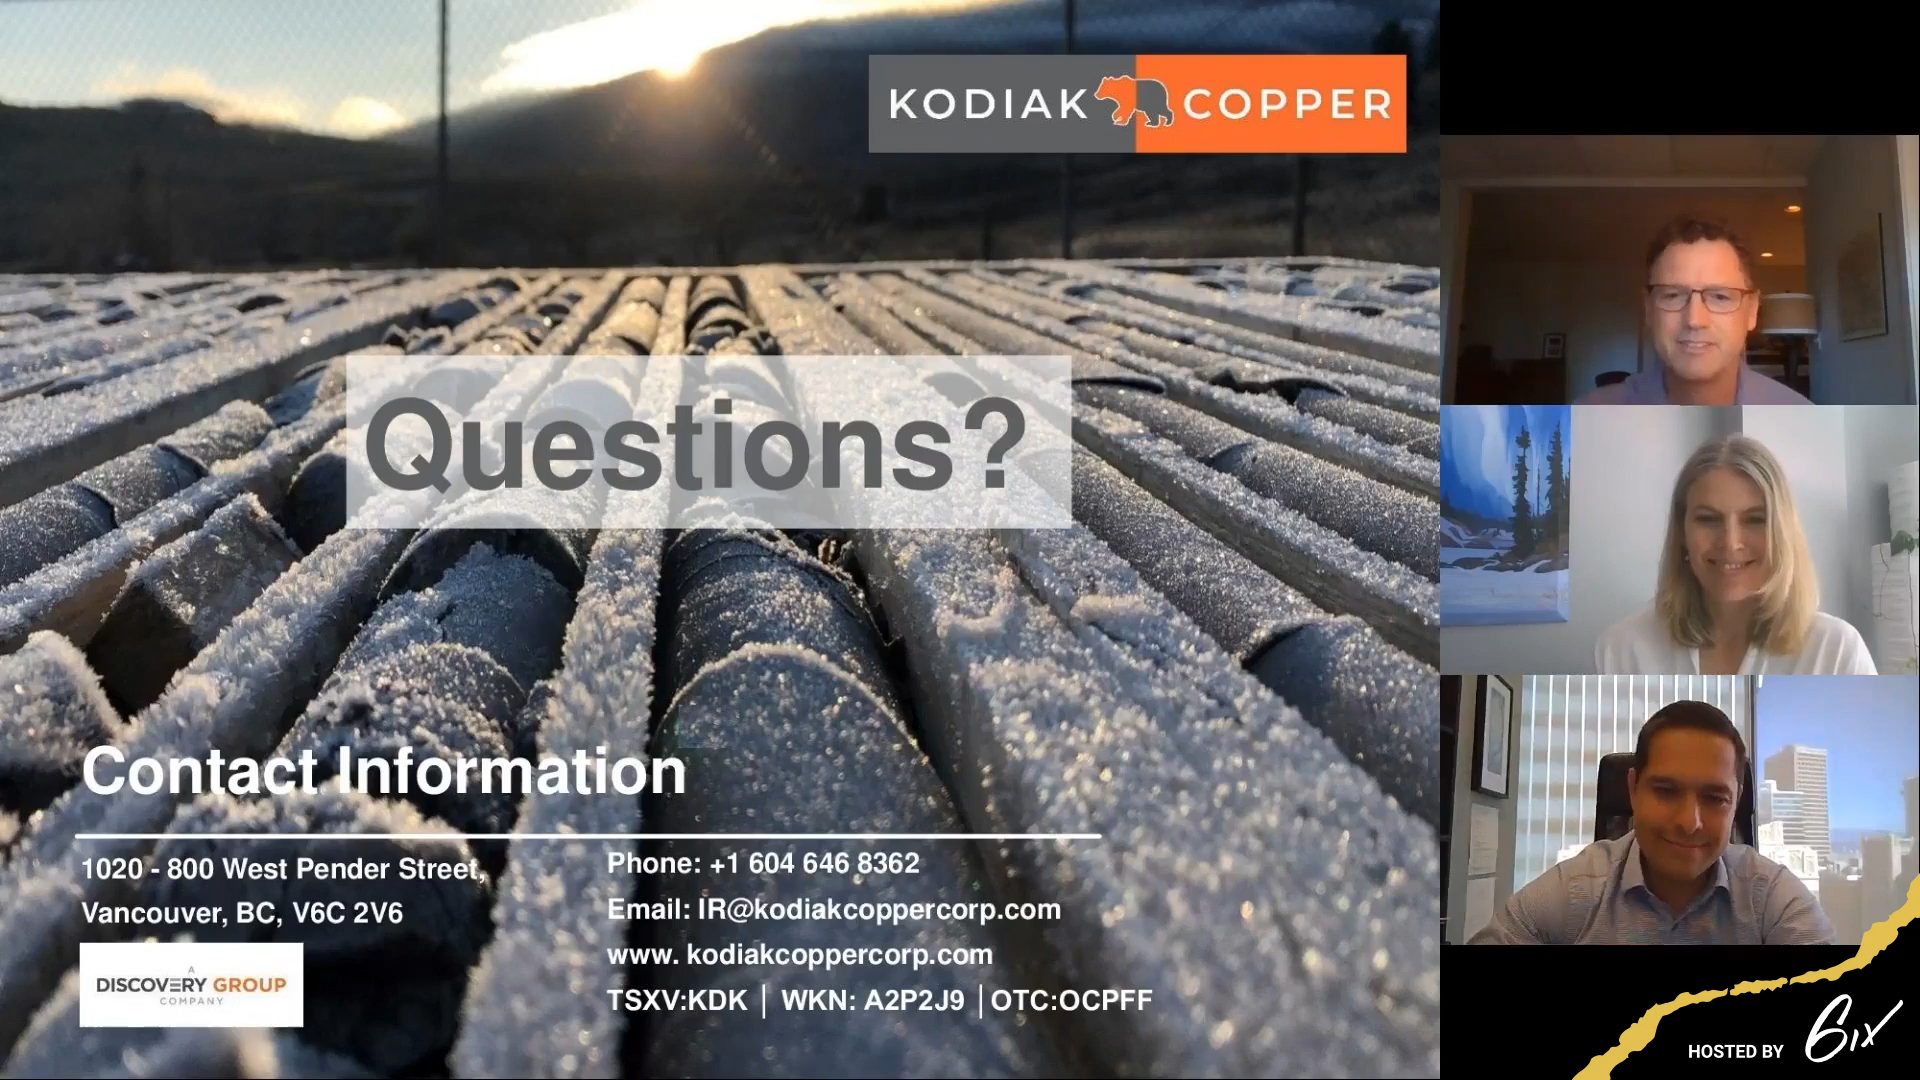 KODIAK COPPER
Questions?
Contact Information
1020 - 800 West Pender Street,
Vancouver, BC, V6C 2V6
Phone: +1 604 646 8362
Email: IR@kodiakcoppercorp.com
www. kodiakcoppercorp.com
TSXV:KDK | WKN: A2P2J9 | OTC:OCPFF
A
DISCOVERY GROUP
COMPANY
HOSTED BY 6ix